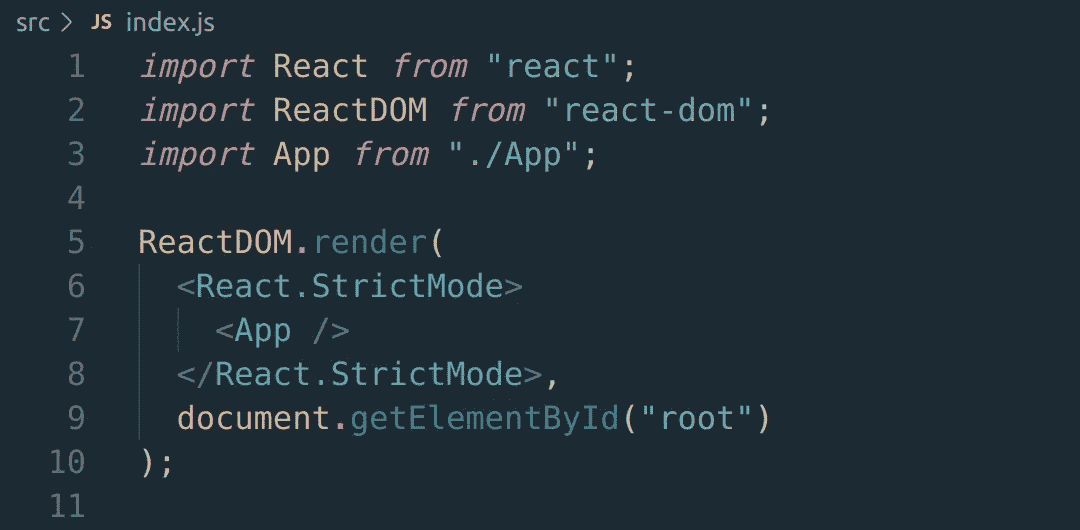 src > JS index.js
1 import React from "react";
2 import ReactDOM from "react-dom";
3 import App from "./App";
4
5 ReactDOM.render(
6   <React.StrictMode>
7     <App />
8   </React.StrictMode>,
9   document.getElementById("root")
10 );
11